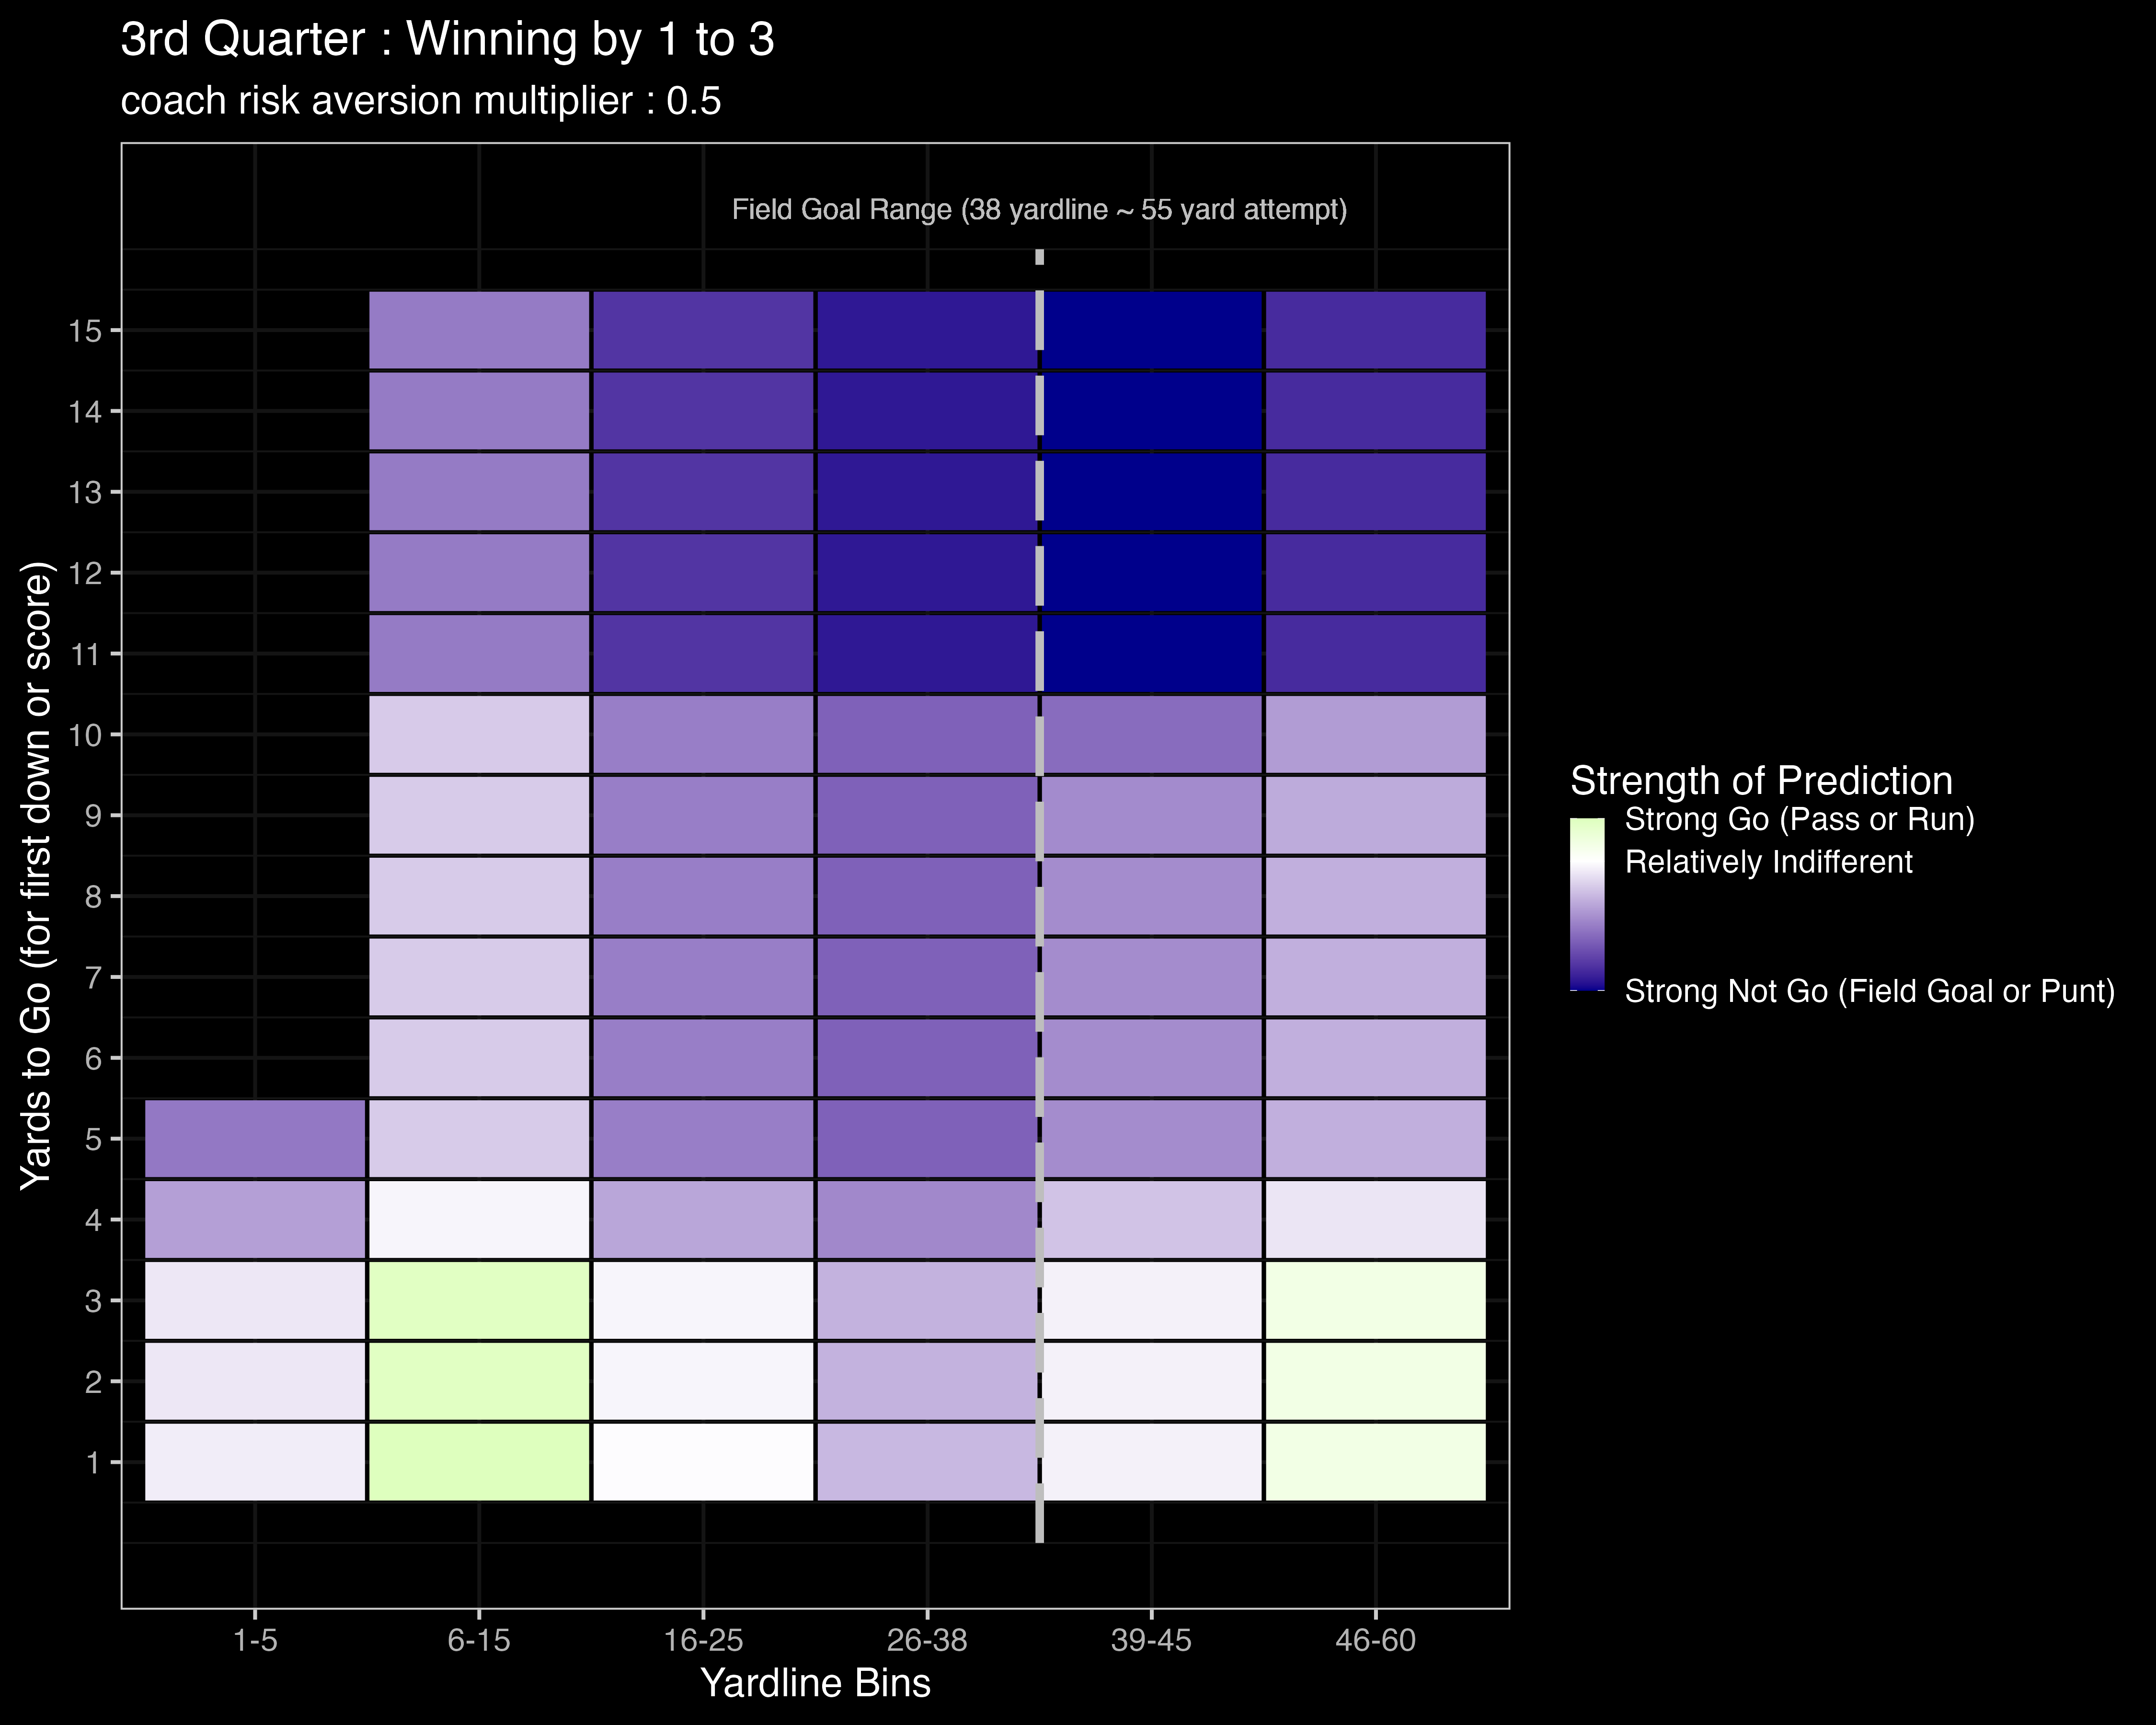 3rd Quarter : Winning by 1 to 3
coach risk aversion multiplier : 0.5
Field Goal Range (38 yardline ~ 55 yard attempt)
Yards to Go (for first down or score)
15
14
13
12
11
10
9
8
7
6
5
4
3
2
1
1-5
6-15
16-25
26-38
39-45
46-60
Yardline Bins
Strength of Prediction
Strong Go (Pass or Run)
Relatively Indifferent
Strong Not Go (Field Goal or Punt)